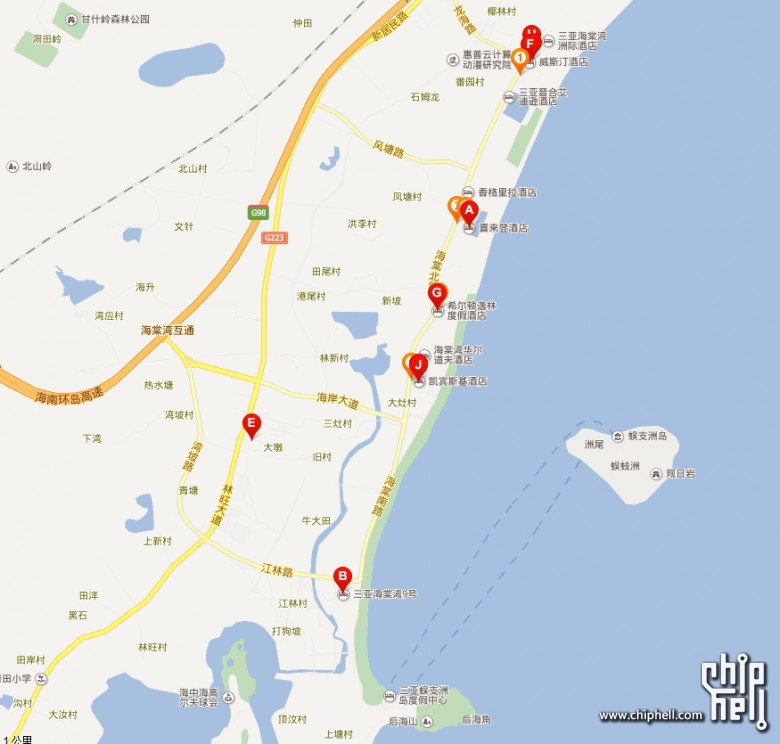 椰林村
仲田
甘什岭森林公园
龙海路
新居民路
洞田村
三亚海棠湾
洲际酒店
H
F
1
威斯汀酒店
惠普云计算
动漫研究院
番园村
石姆龙
三亚晋合艾
迪逊酒店
凤塘路
北山岭
北山村
香格里拉酒店
凤塘村
A
G98
文针
洪李村
喜来登酒店
G223
海棠北路
田尾村
海升
港尾村
新坡
G
希尔顿逸林
度假酒店
湾应村
海棠湾互通
林新村
海棠湾华尔
道夫酒店
J
凯宾斯基酒店
热水塘
海南环岛高速
海岸大道
大灶村
湾坡村
三灶村
E
下湾
大墩
湾坡路
旧村
洲尾
蜈支洲岛
蜈蚑洲
观日岩
青塘
林旺大道
海棠南路
牛大田
上新村
江林路
B
三亚海棠湾9号
田洋
江林村
黑石
打狗坡
林旺村
田岸村
田小学
海中海高
尔夫球会
三亚蜈支洲
岛度假中心
沟村
大汝村
顶汶村
后海山
后海角
上塘村
1 公里
chiphell
www.chiphell.com